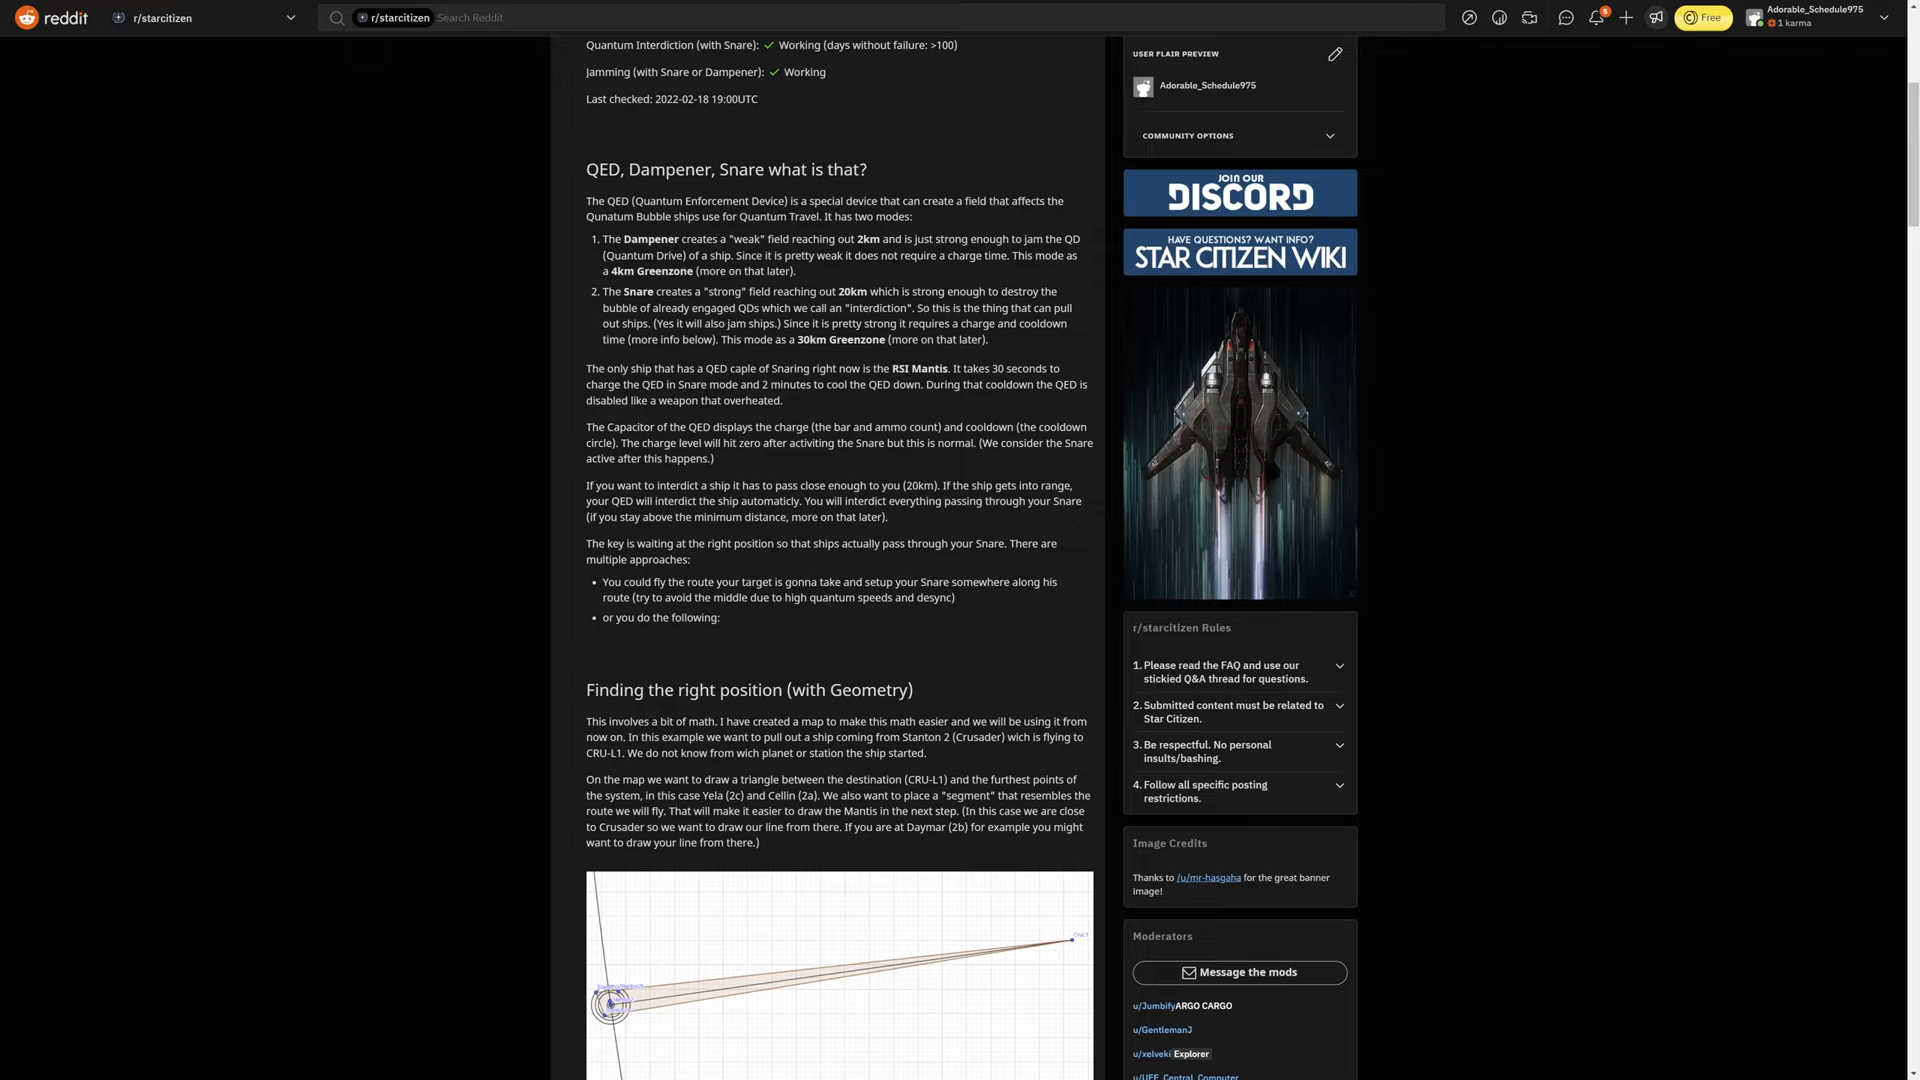 reddit
r/starcitizen
r/starcitizen
Search Reddit
5
Free
Adorable_Schedule975
1 karma
Quantum Interdiction (with Snare): ✓ Working (days without failure: >100)
Jamming (with Snare or Dampener): ✓ Working
Last checked: 2022-02-18 19:00UTC
QED, Dampener, Snare what is that?
The QED (Quantum Enforcement Device) is a special device that can create a field that affects the
Qunatum Bubble ships use for Quantum Travel. It has two modes:
1. The Dampener creates a "weak" field reaching out 2km and is just strong enough to jam the QD
(Quantum Drive) of a ship. Since it is pretty weak it does not require a charge time. This mode as
a 4km Greenzone (more on that later).
2. The Snare creates a "strong" field reaching out 20km which is strong enough to destroy the
bubble of already engaged QDs which we call an "interdiction". So this is the thing that can pull
out ships. (Yes it will also jam ships.) Since it is pretty strong it requires a charge and cooldown
time (more info below). This mode as a 30km Greenzone (more on that later).
The only ship that has a QED caple of Snaring right now is the RSI Mantis. It takes 30 seconds to
charge the QED in Snare mode and 2 minutes to cool the QED down. During that cooldown the QED is
disabled like a weapon that overheated.
The Capacitor of the QED displays the charge (the bar and ammo count) and cooldown (the cooldown
circle). The charge level will hit zero after activiting the Snare but this is normal. (We consider the Snare
active after this happens.)
If you want to interdict a ship it has to pass close enough to you (20km). If the ship gets into range,
your QED will interdict the ship automaticly. You will interdict everything passing through your Snare
(if you stay above the minimum distance, more on that later).
The key is waiting at the right position so that ships actually pass through your Snare. There are
multiple approaches:
• You could fly the route your target is gonna take and setup your Snare somewhere along his
route (try to avoid the middle due to high quantum speeds and desync)
• or you do the following:
Finding the right position (with Geometry)
This involves a bit of math. I have created a map to make this math easier and we will be using it from
now on. In this example we want to pull out a ship coming from Stanton 2 (Crusader) wich is flying to
CRU-L1. We do not know from wich planet or station the ship started.
On the map we want to draw a triangle between the destination (CRU-L1) and the furthest points of
the system, in this case Yela (2c) and Cellin (2a). We also want to place a "segment" that resembles the
route we will fly. That will make it easier to draw the Mantis in the next step. (In this case we are close
to Crusader so we want to draw our line from there. If you are at Daymar (2b) for example you might
want to draw your line from there.)
USER FLAIR PREVIEW
Adorable_Schedule975
COMMUNITY OPTIONS
JOIN OUR
DISCORD
HAVE QUESTIONS? WANT INFO?
STAR CITIZEN WIKI
r/starcitizen Rules
1. Please read the FAQ and use our
stickied Q&A thread for questions.
2. Submitted content must be related to
Star Citizen.
3. Be respectful. No personal
insults/bashing.
4. Follow all specific posting
restrictions.
Image Credits
Thanks to /u/mr-hasgaha for the great banner
image!
Moderators
Message the mods
u/JumbifyARGO CARGO
u/GentlemanJ
u/xelveki Explorer
u/UEE_Central_Computer